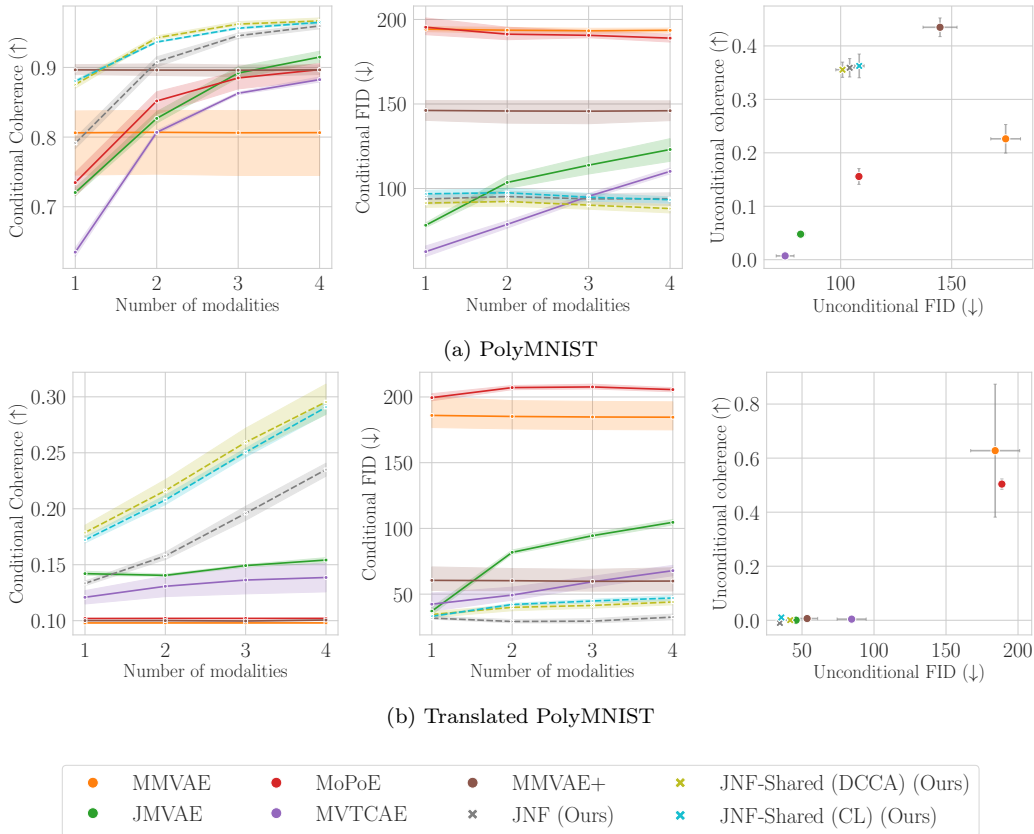 Conditional Coherence (↑)
0.9
0.8
0.7
1 2 3 4
Number of modalities
Conditional FID (↓)
200
150
100
1 2 3 4
Number of modalities
Unconditional coherence (↑)
0.4
0.3
0.2
0.1
0.0
100 150
Unconditional FID (↓)
(a) PolyMNIST
Conditional Coherence (↑)
0.30
0.25
0.20
0.15
0.10
1 2 3 4
Number of modalities
Conditional FID (↓)
200
150
100
50
1 2 3 4
Number of modalities
Unconditional coherence (↑)
0.8
0.6
0.4
0.2
0.0
50 100 150 200
Unconditional FID (↓)
(b) Translated PolyMNIST
MMVAE MoPoE MMVAE+ JNF-Shared (DCCA) (Ours)
JMVAE MVTCAE JNF (Ours) JNF-Shared (CL) (Ours)